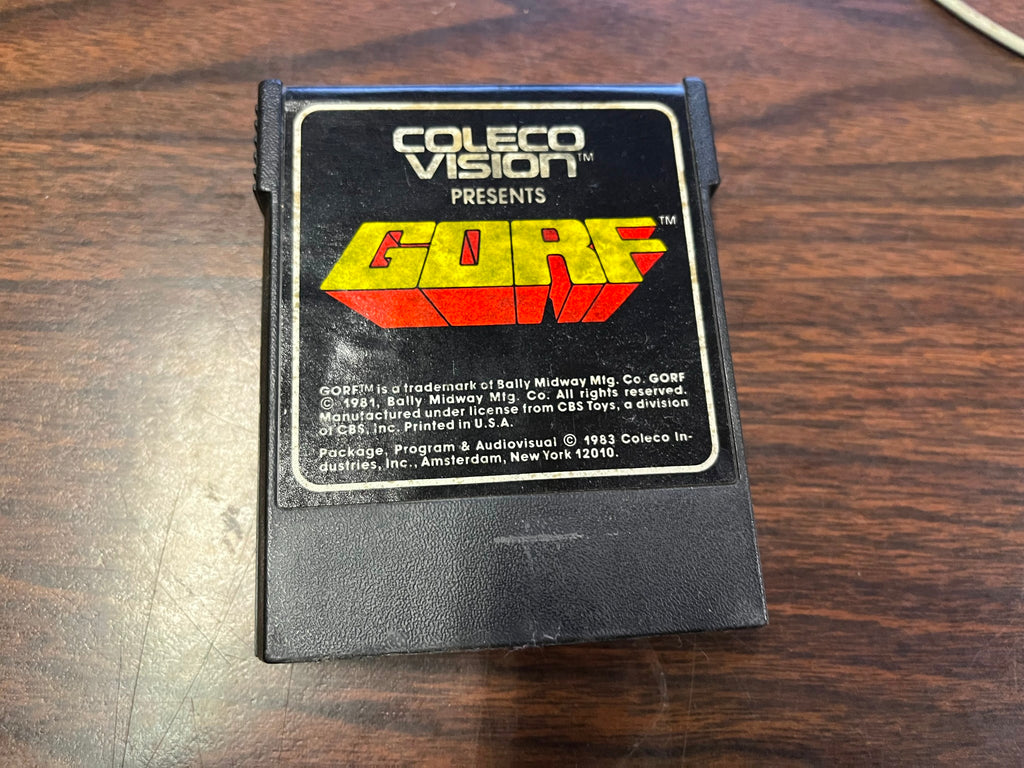 COLECO
VISION™
PRESENTS
GORF™
GORF™ is a trademark of Bally Midway Mfg. Co. GORF
© 1981, Bally Midway Mfg. Co. All rights reserved.
Manufactured under license from CBS Toys, a division
of CBS, Inc. Printed in U.S.A.
Package, Program & Audiovisual © 1983 Coleco In-
dustries, Inc., Amsterdam, New York 12010.